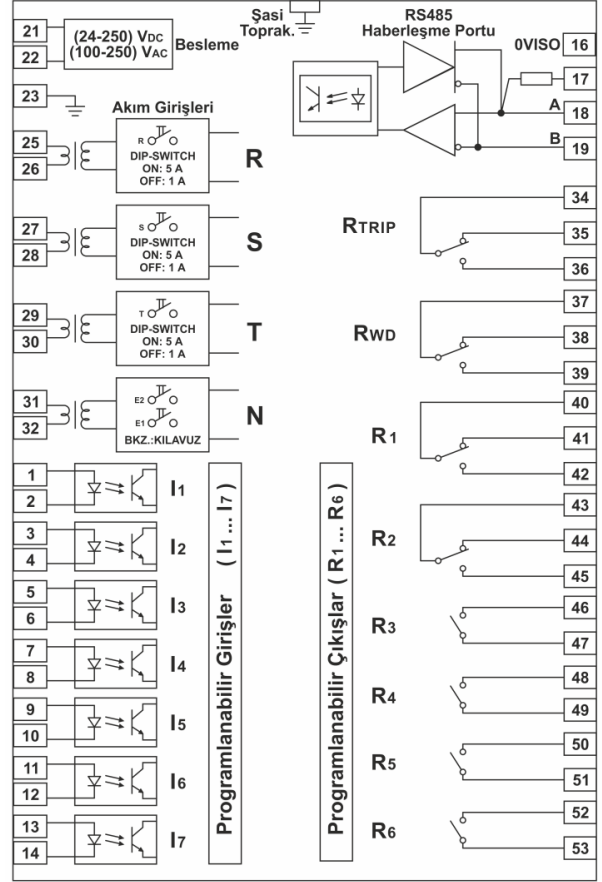 Şasi
Toprak.
21
22
(24-250) VDC
(100-250) VAC
Besleme
23
Akım Girişleri
25
26
R
DIP-SWITCH
ON: 5 A
OFF: 1 A
R
27
28
S
DIP-SWITCH
ON: 5 A
OFF: 1 A
S
29
30
T
DIP-SWITCH
ON: 5 A
OFF: 1 A
T
31
32
E2
E1
BKZ.:KILAVUZ
N
1
2
I1
3
4
I2
5
6
I3
7
8
I4
9
10
I5
11
12
I6
13
14
I7
Programlanabilir Girişler ( I1 ... I7 )
RS485
Haberleşme Portu
0VISO
16
17
A
18
B
19
RTRIP
34
35
36
RWD
37
38
39
R1
40
41
42
R2
43
44
45
R3
46
47
R4
48
49
R5
50
51
R6
52
53
Programlanabilir Çıkışlar ( R1 ... R6 )